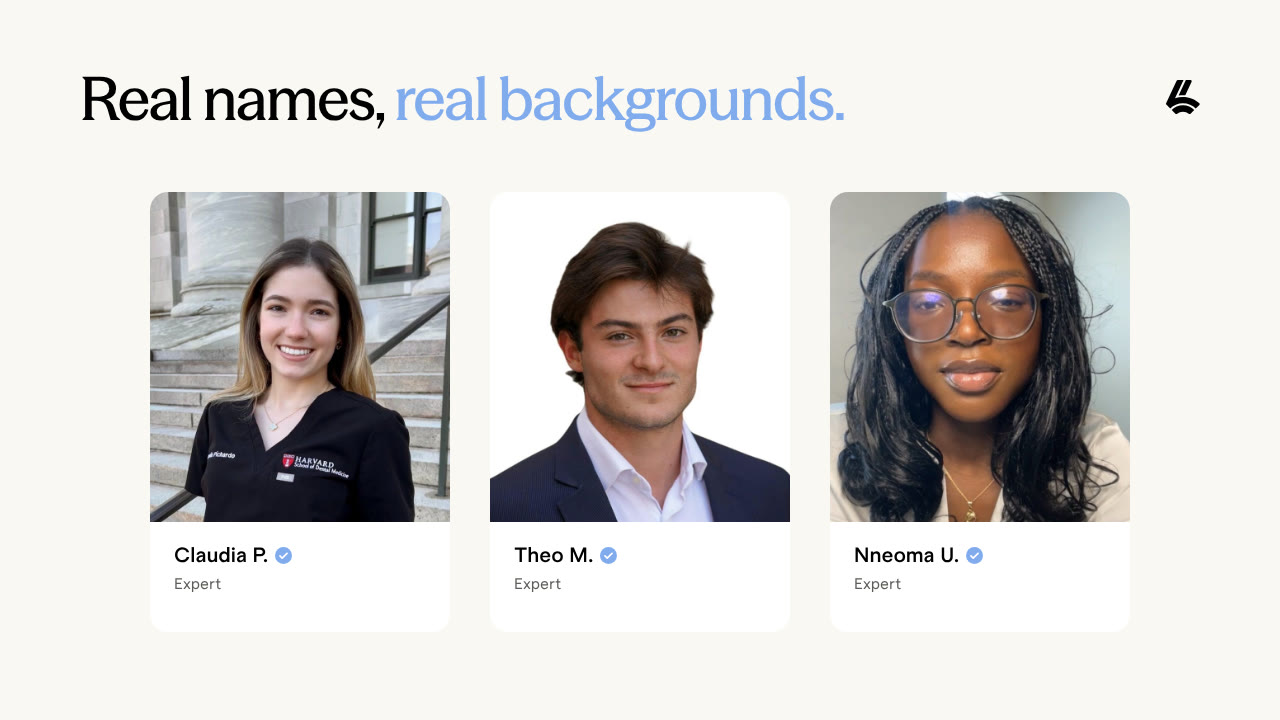 Real names, real backgrounds.
HARVARD
School of Dental Medicine
Claudia P.
Expert
Theo M.
Expert
Nneoma U.
Expert